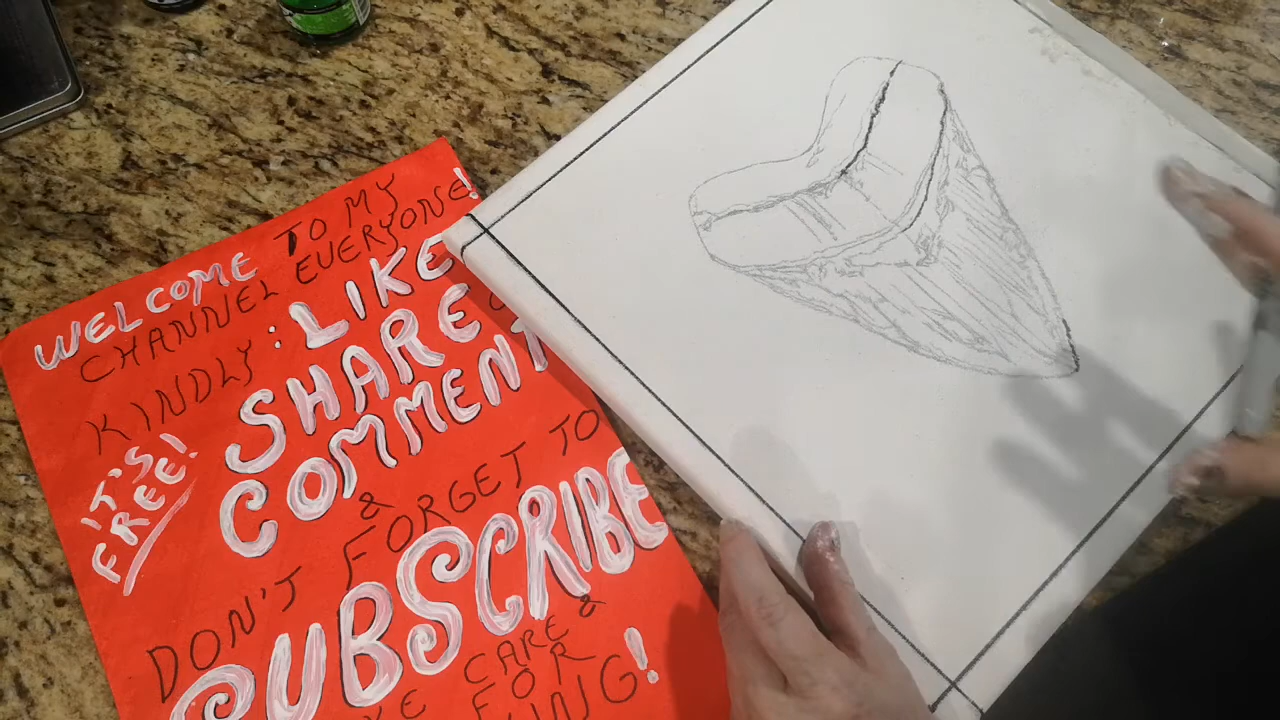 WELCOME TO MY
CHANNEL EVERYONE!
KINDLY: LIKE
SHARE
COMMENT
IT'S
FREE!
&
DON'T FORGET TO
SUBSCRIBE
CARE &
FOR
!